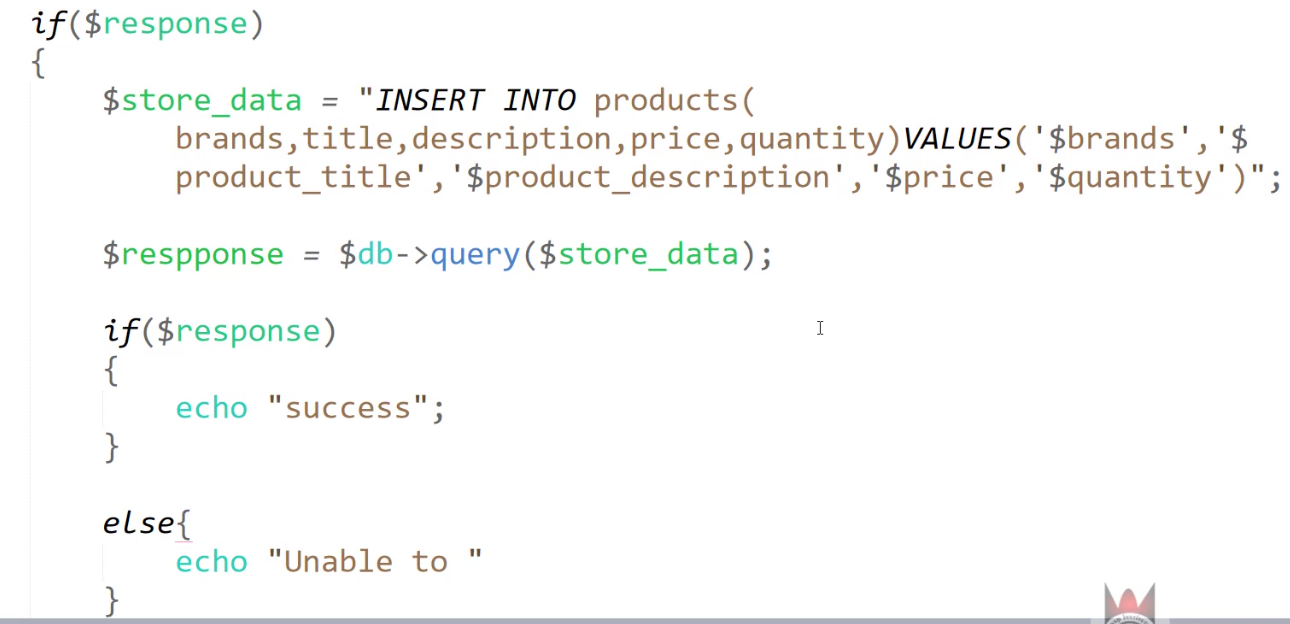 if($response)
{
$store_data = "INSERT INTO products(
brands,title,description,price,quantity)VALUES('$brands','$
product_title','$product_description','$price','$quantity')";
$respponse = $db->query($store_data);
if($response)
{
echo "success";
}
else{
echo "Unable to "
}